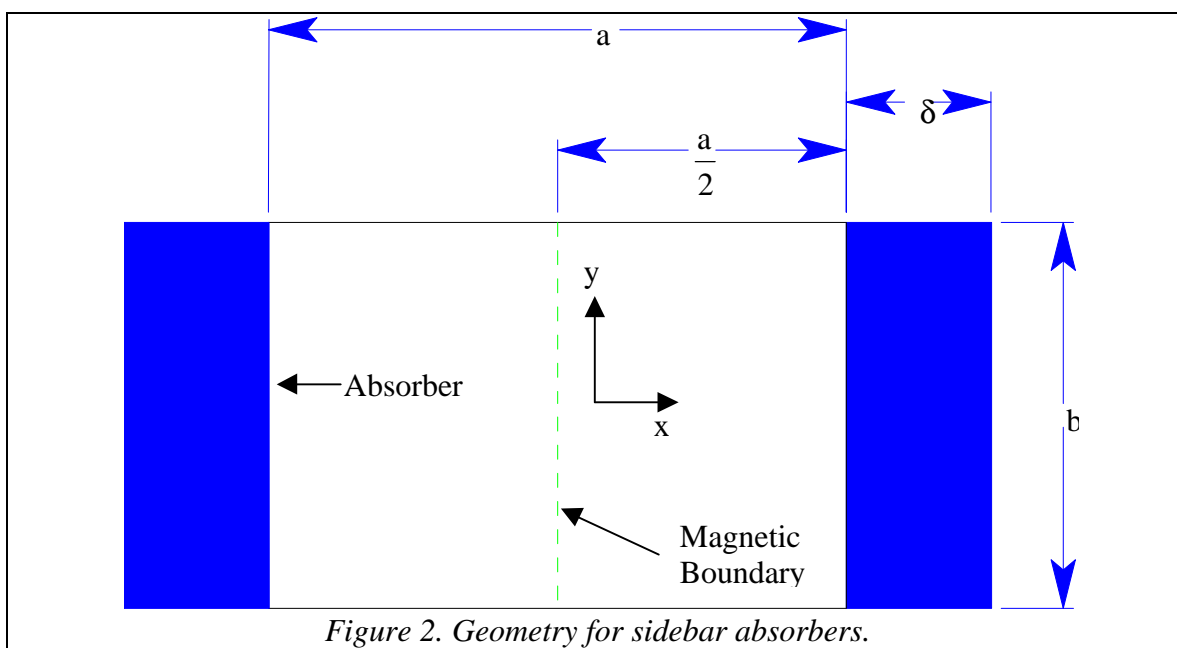 a
δ
a
2
y
Absorber
x
b
Magnetic
Boundary
Figure 2. Geometry for sidebar absorbers.